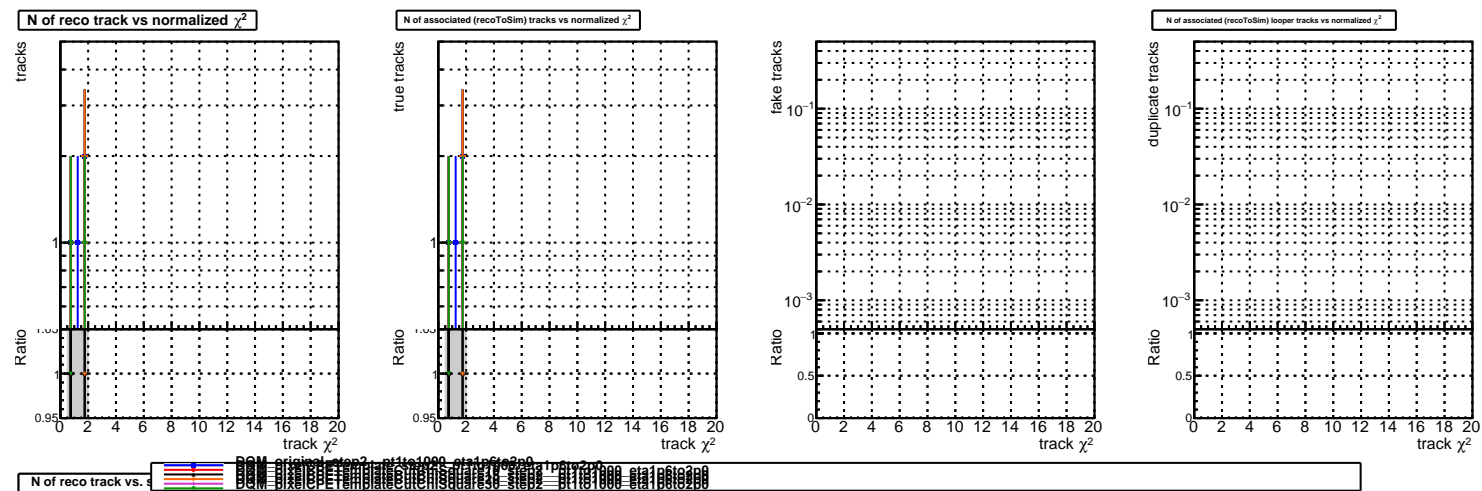 N of reco track vs normalized χ²
N of associated (recoToSim) tracks vs normalized χ²
N of associated (recoToSim) looper tracks vs normalized χ²
tracks
1
Ratio
1.05
1
0.95
0 2 4 6 8 10 12 14 16 18 20
track χ²
true tracks
1
Ratio
1.05
1
0.95
0 2 4 6 8 10 12 14 16 18 20
track χ²
fake tracks
10⁻¹
10⁻²
10⁻³
Ratio
1
0.5
0
0 2 4 6 8 10 12 14 16 18 20
track χ²
duplicate tracks
10⁻¹
10⁻²
10⁻³
Ratio
1
0.5
0
0 2 4 6 8 10 12 14 16 18 20
track χ²
N of reco track vs.
DQM_original_step2__pt1to1000_eta1p6to2p0